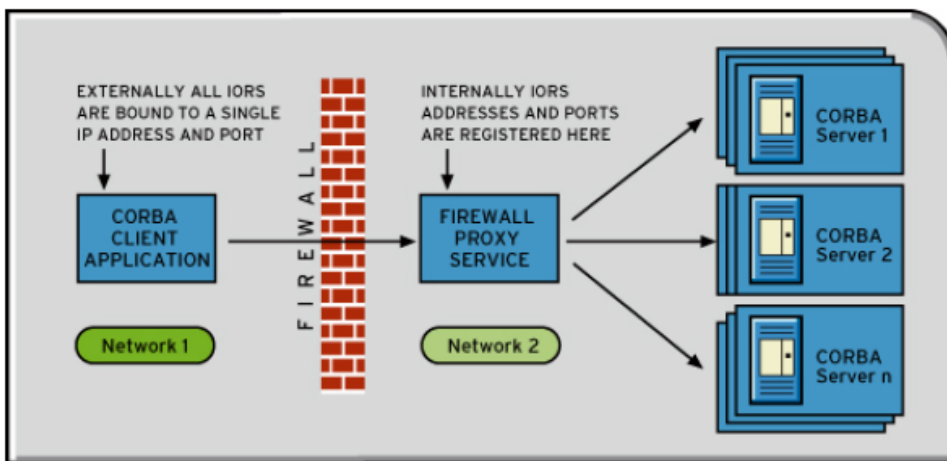 EXTERNALLY ALL IORS
ARE BOUND TO A SINGLE
IP ADDRESS AND PORT
CORBA
CLIENT
APPLICATION
Network 1
FIREWALL
INTERNALLY IORS
ADDRESSES AND PORTS
ARE REGISTERED HERE
FIREWALL
PROXY
SERVICE
Network 2
CORBA
Server 1
CORBA
Server 2
CORBA
Server n